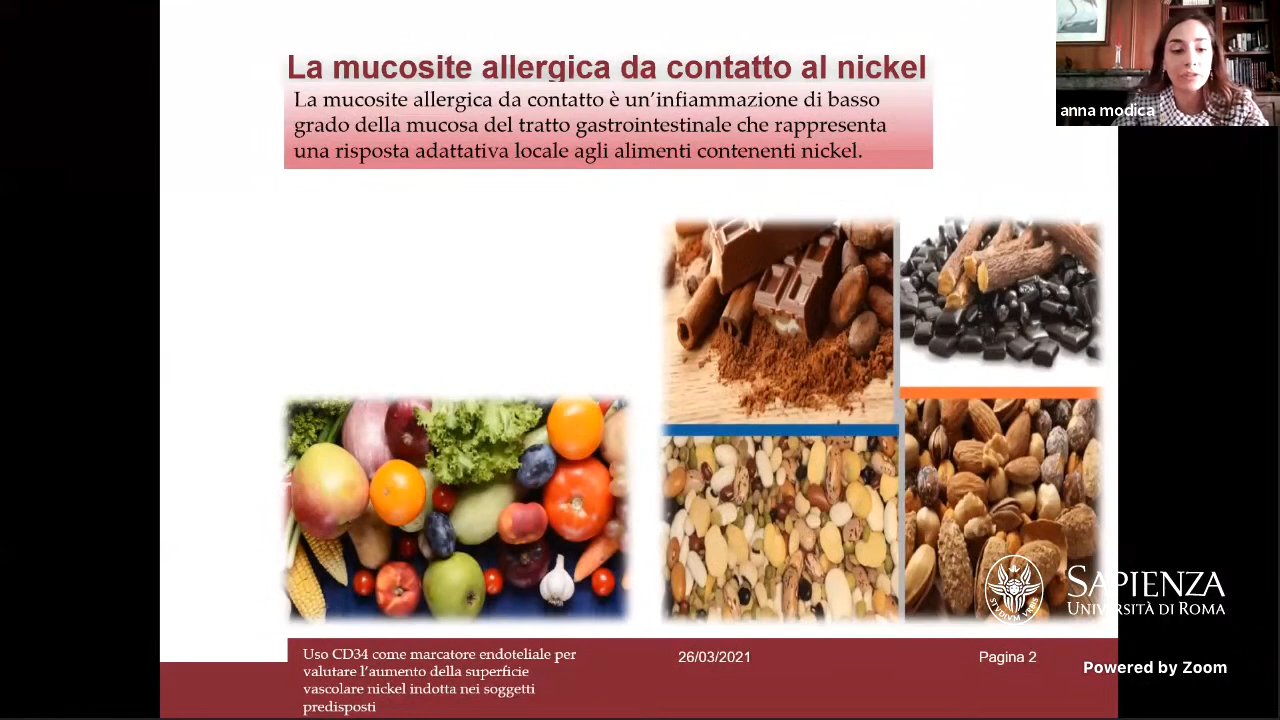 La mucosite allergica da contatto al nickel
La mucosite allergica da contatto è un'infiammazione di basso
grado della mucosa del tratto gastrointestinale che rappresenta
una risposta adattativa locale agli alimenti contenenti nickel.
anna modica
STVDIVM VRBIS
SAPIENZA
UNIVERSITÀ DI ROMA
Uso CD34 come marcatore endoteliale per
valutare l'aumento della superficie
vascolare nickel indotta nei soggetti
predisposti
26/03/2021
Pagina 2
Powered by Zoom